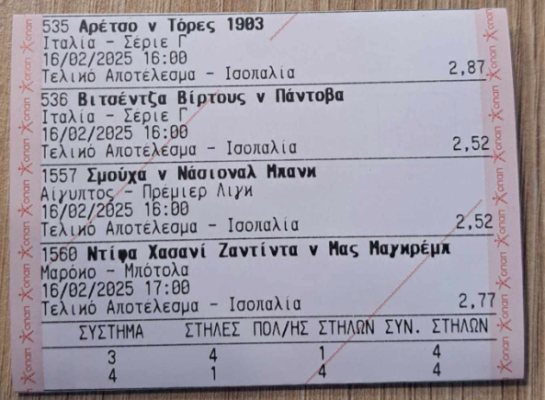 535 Αρέτσο v Τόρες 1903
Ιταλία - Σέριε Γ
16/02/2025 16:00
Τελικό Αποτέλεσμα - Ισοπαλία 2,87
536 Βιτσέντζα Βίρτους v Πάντοβα
Ιταλία - Σέριε Γ
16/02/2025 16:00
Τελικό Αποτέλεσμα - Ισοπαλία 2,52
1557 Σμούχα v Νάσιοναλ Μπανκ
Αίγυπτος - Πρέμιερ Λιγκ
16/02/2025 16:00
Τελικό Αποτέλεσμα - Ισοπαλία 2,52
1560 Ντίφα Χασανί Ζαντίντα v Μας Μαγκρέμπ
Μαρόκο - Μπότολα
16/02/2025 17:00
Τελικό Αποτέλεσμα - Ισοπαλία 2,77
ΣΥΣΤΗΜΑ ΣΤΗΛΕΣ ΠΟΛ/ΗΣ ΣΤΗΛΩΝ ΣΥΝ. ΣΤΗΛΩΝ
3 4 1 4
4 1 4 4